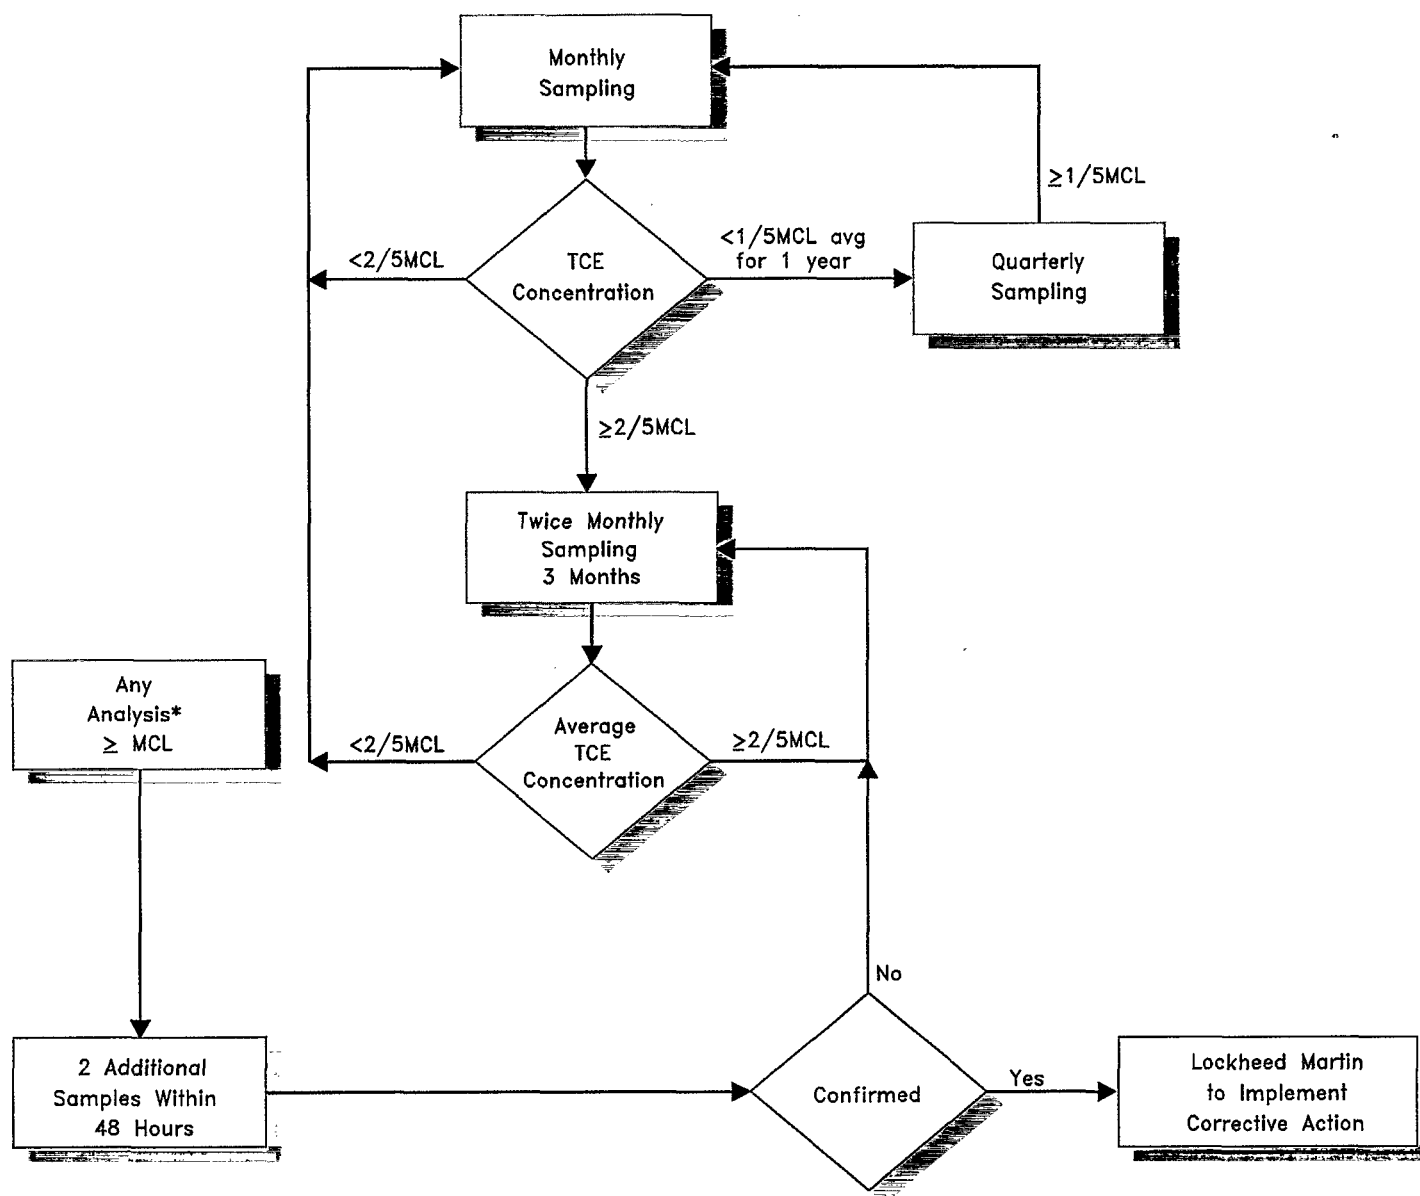 Monthly
Sampling
≥1/5MCL
<1/5MCL avg
for 1 year
<2/5MCL
TCE
Concentration
Quarterly
Sampling
≥2/5MCL
Twice Monthly
Sampling
3 Months
Any
Analysis*
≥ MCL
<2/5MCL
Average
TCE
Concentration
≥2/5MCL
No
2 Additional
Samples Within
48 Hours
Confirmed
Yes
Lockheed Martin
to Implement
Corrective Action